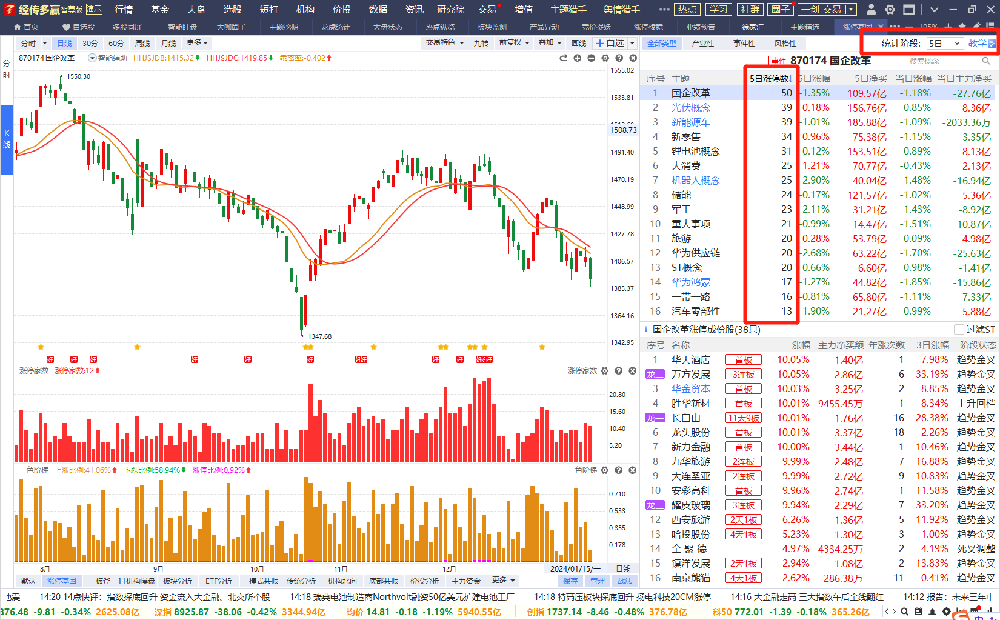 经传多赢 智尊版 演示 行情 基金 大盘 选股 短打 机构 价投 数据 资讯 研究院 交易 增值 主题猎手 舆情猎手 热点 学习 社群 圈子 一创-交易
首页 自选股 多股同屏 智能盯盘 大咖圈子 主题挖掘 龙虎统计 大盘状态 热点纵览 板块监测 产品异动 竞价捉妖 涨停棱镜 业绩预告 徐家汇 主题精选 涨停基因 105%
分时 日线 30分 60分 周线 月线 更多 交易特色 九转 前复权 叠加 画线 自选 全部类型 产业性 事件性 风格性 统计阶段: 5日 教学
870174 国企改革 智能辅助 HHJSJDB:1415.32 HHJSJDC:1419.85 乖离率:-0.402
事件 870174 国企改革 搜索概念
分时
K线
1550.30
1347.68
1555.02
1533.81
1508.73
1491.40
1470.19
1448.99
1427.78
1406.57
1385.37
1364.16
1342.95
序号 主题 5日涨停数↓ 5日涨幅 5日净买 当日涨幅 当日主力净买
1 国企改革 50 -1.35% 109.57亿 -1.18% -27.76亿
2 光伏概念 39 0.18% 156.76亿 -0.85% 8.36亿
3 新能源车 39 -1.01% 185.88亿 -1.09% -2033.36万
4 新零售 34 0.96% 75.38亿 -1.15% -3.35亿
5 锂电池概念 31 -0.12% 153.51亿 -0.89% 8.13亿
6 大消费 25 1.21% 70.77亿 -0.43% 2.13亿
7 机器人概念 25 -2.90% 40.04亿 -1.48% -16.94亿
8 储能 24 -0.17% 121.57亿 -1.02% 5.36亿
9 军工 23 -2.11% 31.21亿 -1.43% -8.92亿
10 重大事项 21 -0.99% 14.47亿 -1.51% -10.87亿
11 旅游 20 0.28% 53.79亿 -0.09% 4.98亿
12 华为供应链 20 -2.68% 63.22亿 -1.70% -25.63亿
13 ST概念 20 -0.66% 6.60亿 -0.98% -1.41亿
14 华为鸿蒙 17 -1.27% 44.82亿 -1.85% -15.86亿
15 一带一路 16 -0.81% 65.80亿 -1.11% -7.33亿
16 汽车零部件 13 -1.90% 21.27亿 -0.99% 5.88亿
好 好 好 好 好 好 好好 好 好 好好好
国企改革涨停成份股(38只) 过滤ST
序号 名称 涨幅 主力净买额 年涨次数 3日涨幅 阶段状态
1 华天酒店 首板 10.05% 1.40亿 1 7.98% 趋势金叉
龙二 万方发展 3连板 10.05% 2.86亿 6 33.19% 趋势金叉
3 华金资本 首板 10.03% 3.25亿 2 8.85% 趋势金叉
4 胜华新材 首板 10.01% 9455.45万 1 8.34% 上升回档
龙一 长白山 11天9板 10.01% 1.76亿 16 28.38% 趋势金叉
6 龙头股份 首板 10.01% 3.37亿 18 2.26% 趋势金叉
7 新力金融 首板 10.00% 3.44亿 1 10.46% 趋势金叉
8 九华旅游 2连板 9.99% 2.48亿 7 16.88% 趋势金叉
9 大连圣亚 2连板 9.99% 2.72亿 9 10.83% 趋势金叉
10 安彩高科 首板 9.96% 2.74亿 1 11.58% 趋势金叉
龙三 耀皮玻璃 3连板 9.94% 2.29亿 7 33.20% 趋势金叉
12 西安旅游 2天1板 6.26% 1.36亿 5 11.92% 趋势金叉
13 哈投股份 4天1板 5.23% 1.30亿 3 1.00% 趋势金叉
14 全聚德 4.97% 4334.25万 2 4.19% 死叉调整
15 镇洋发展 2天1板 2.94% 1.08亿 2 13.83% 趋势金叉
16 南京熊猫 4天1板 2.62% 286.38万 11 0.41% 趋势金叉
涨停家数 涨停家数:12 涨停家数
20.80
15.60
10.40
5.20
三色阶梯 上涨比例:41.06% 下跌比例:58.94% 涨停比例:0.92% 三色阶梯
0.710
0.533
0.355
0.178
8月 9月 10月 11月 12月 2024/01/15/一 日线
默认 涨停基因 三板斧 11机构操盘 板块分析 ETF分析 三模式共振 传统分析 机构北向 底部共振 价投分析 主力资金 更多 保存 管理 战法
14:20 14点快评：指数探底回升 资金流入大金融、北交所个股 14:18 瑞典电池制造商Northvolt融资50亿美元扩建电池工厂 14:18 特高压板块探底回升 扬电科技20CM涨停 14:16 大金融走高 三大指数午后全线翻红 14:12 报告：未来三年中
376.48 -9.81 -0.34% 2625.08亿 深指 8925.87 -38.06 -0.42% 3344.94亿 均价 14.81 -0.18 -1.19% 5940.55亿 创指 1737.14 -8.46 -0.48% 376.78亿 科50 772.01 -1.39 -0.18% 365.26亿